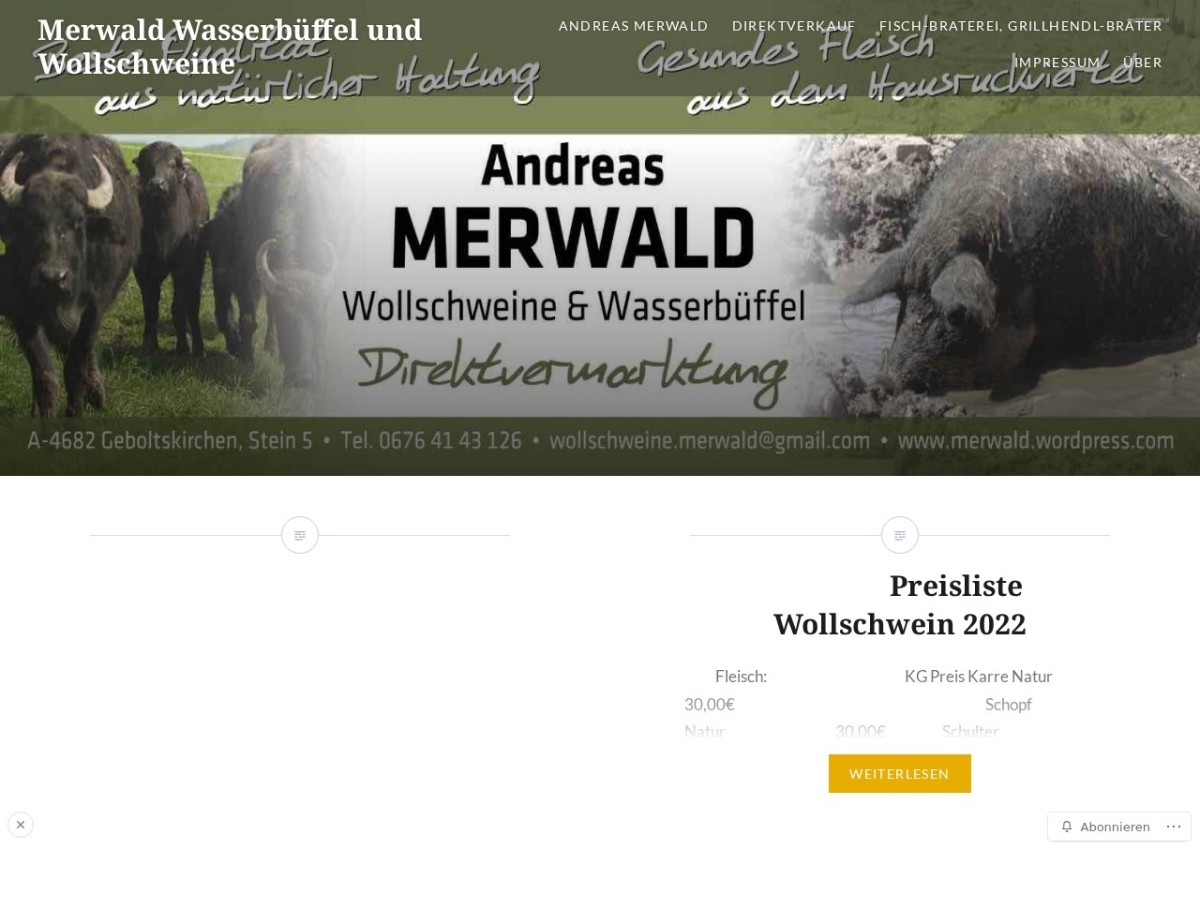 Merwald Wasserbüffel und
Wollschweine
ANDREAS MERWALD DIREKTVERKAUF FISCH-BRATEREI, GRILLHENDL-BRÄTER
IMPRESSUM ÜBER
Beste Qualität
aus natürlicher Haltung
Gesundes Fleisch
aus dem Hausruckviertel
Andreas
MERWALD
Wollschweine & Wasserbüffel
Direktvermarktung
A-4682 Geboltskirchen, Stein 5 • Tel. 0676 41 43 126 • wollschweine.merwald@gmail.com • www.merwald.wordpress.com
Preisliste
Wollschwein 2022
Fleisch: KG Preis Karre Natur
30,00€ Schopf
Natur 30,00€ Schulter
WEITERLESEN
Abonnieren